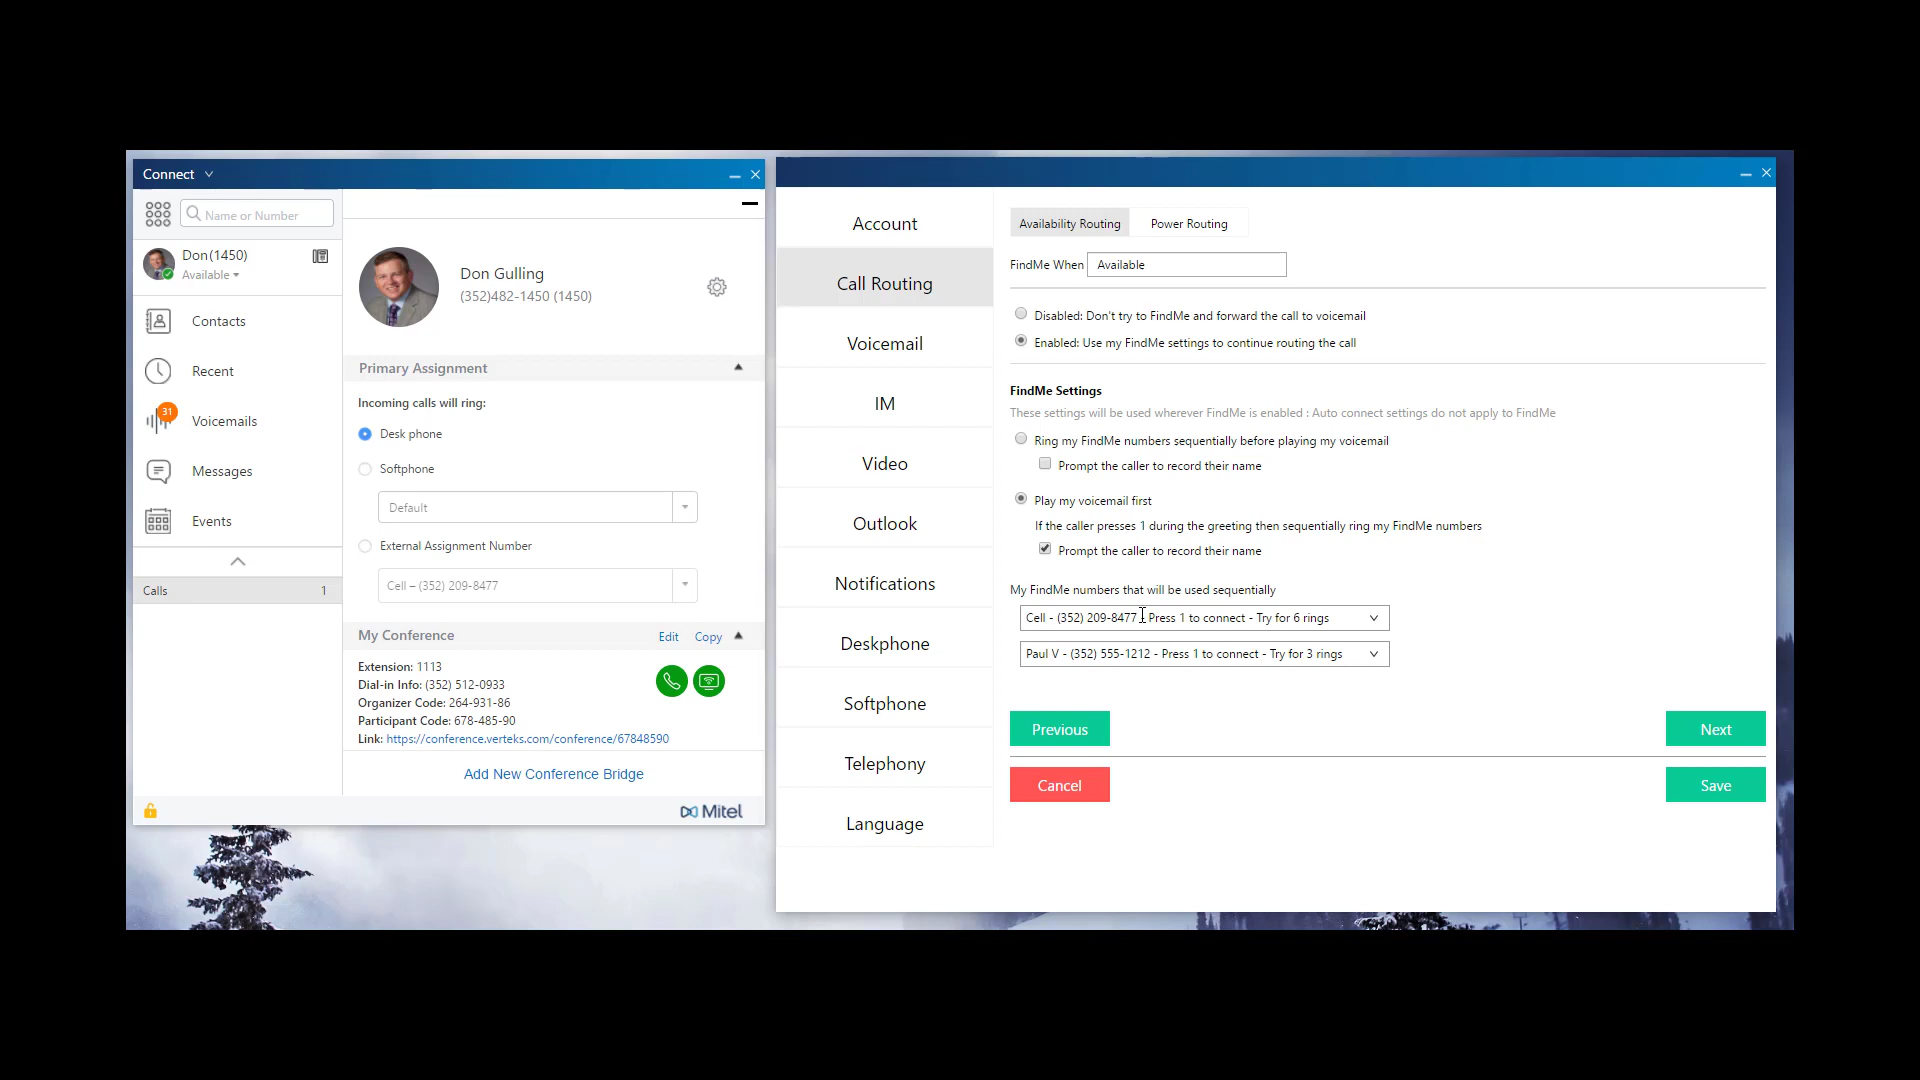 Connect
Name or Number
Don(1450)
Available
Contacts
Recent
31
Voicemails
Messages
Events
Calls 1
Don Gulling
(352)482-1450 (1450)
Primary Assignment
Incoming calls will ring:
Desk phone
Softphone
Default
External Assignment Number
Cell – (352) 209-8477
My Conference Edit Copy
Extension: 1113
Dial-in Info: (352) 512-0933
Organizer Code: 264-931-86
Participant Code: 678-485-90
Link: https://conference.verteks.com/conference/67848590
Add New Conference Bridge
Mitel
Account
Call Routing
Voicemail
IM
Video
Outlook
Notifications
Deskphone
Softphone
Telephony
Language
Availability Routing Power Routing
FindMe When Available
Disabled: Don't try to FindMe and forward the call to voicemail
Enabled: Use my FindMe settings to continue routing the call
FindMe Settings
These settings will be used wherever FindMe is enabled : Auto connect settings do not apply to FindMe
Ring my FindMe numbers sequentially before playing my voicemail
Prompt the caller to record their name
Play my voicemail first
If the caller presses 1 during the greeting then sequentially ring my FindMe numbers
Prompt the caller to record their name
My FindMe numbers that will be used sequentially
Cell - (352) 209-8477 - Press 1 to connect - Try for 6 rings
Paul V - (352) 555-1212 - Press 1 to connect - Try for 3 rings
Previous Next
Cancel Save